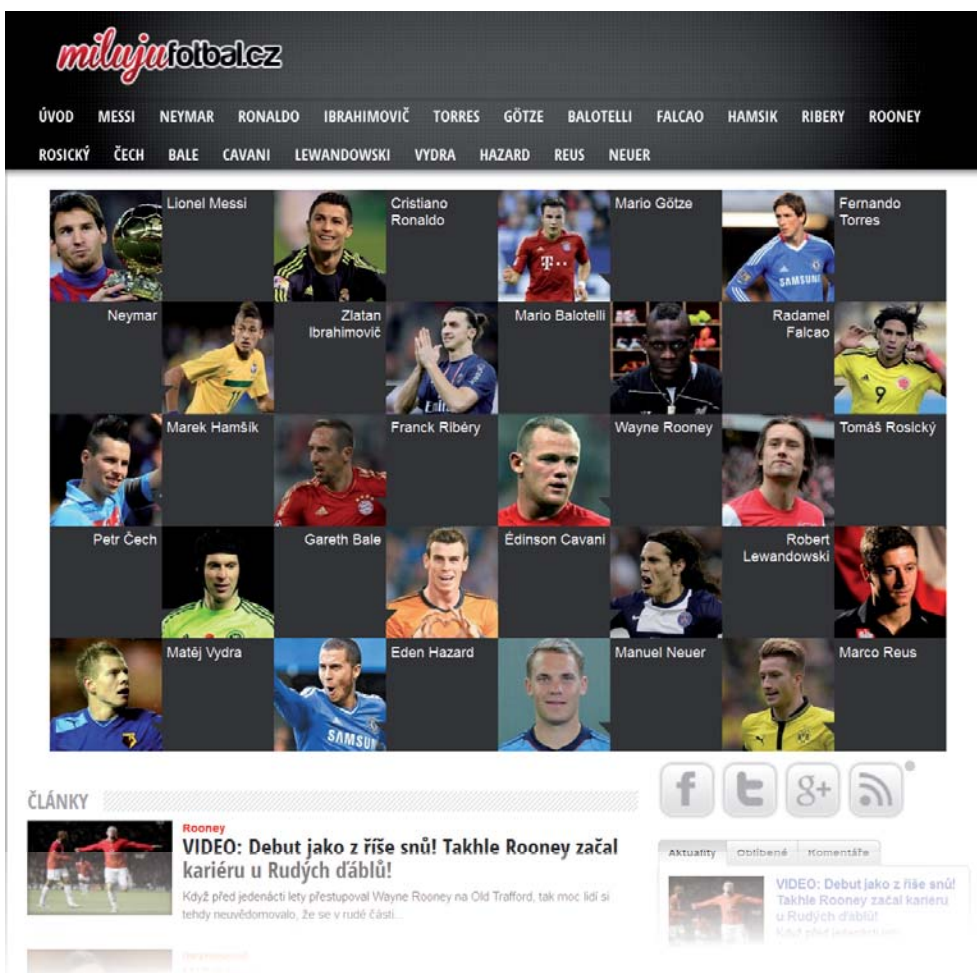 milujufotbal.cz
ÚVOD MESSI NEYMAR RONALDO IBRAHIMOVIČ TORRES GÖTZE BALOTELLI FALCAO HAMSIK RIBERY ROONEY
ROSICKÝ ČECH BALE CAVANI LEWANDOWSKI VYDRA HAZARD REUS NEUER
Lionel Messi
Cristiano
Ronaldo
Mario Götze
Fernando
Torres
SAMSUNG
Neymar
Zlatan
Ibrahimovič
Mario Balotelli
Radamel
Falcao
9
Marek Hamšík
Franck Ribéry
Wayne Rooney
Tomáš Rosický
Petr Čech
Gareth Bale
Édinson Cavani
Robert
Lewandowski
Matěj Vydra
Eden Hazard
Manuel Neuer
Marco Reus
ČLÁNKY
Rooney
VIDEO: Debut jako z říše snů! Takhle Rooney začal
kariéru u Rudých ďáblů!
Když před jedenácti lety přestupoval Wayne Rooney na Old Trafford, tak moc lidí si
tehdy neuvědomovalo, že se v rudé části...
f t g+
Aktuality Oblíbené Komentáře
VIDEO: Debut jako z říše snů!
Takhle Rooney začal kariéru
u Rudých ďáblů!